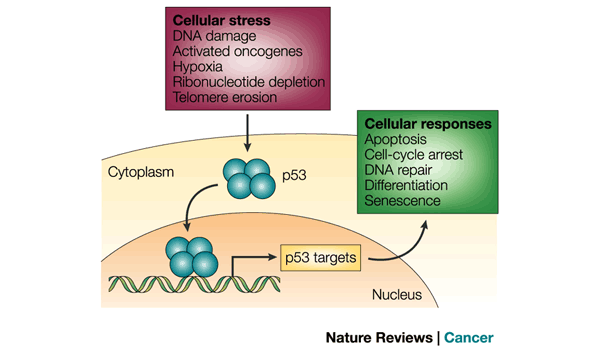 Cellular stress
DNA damage
Activated oncogenes
Hypoxia
Ribonucleotide depletion
Telomere erosion
Cellular responses
Apoptosis
Cell-cycle arrest
DNA repair
Differentiation
Senescence
Cytoplasm
p53
p53 targets
Nucleus
Nature Reviews | Cancer